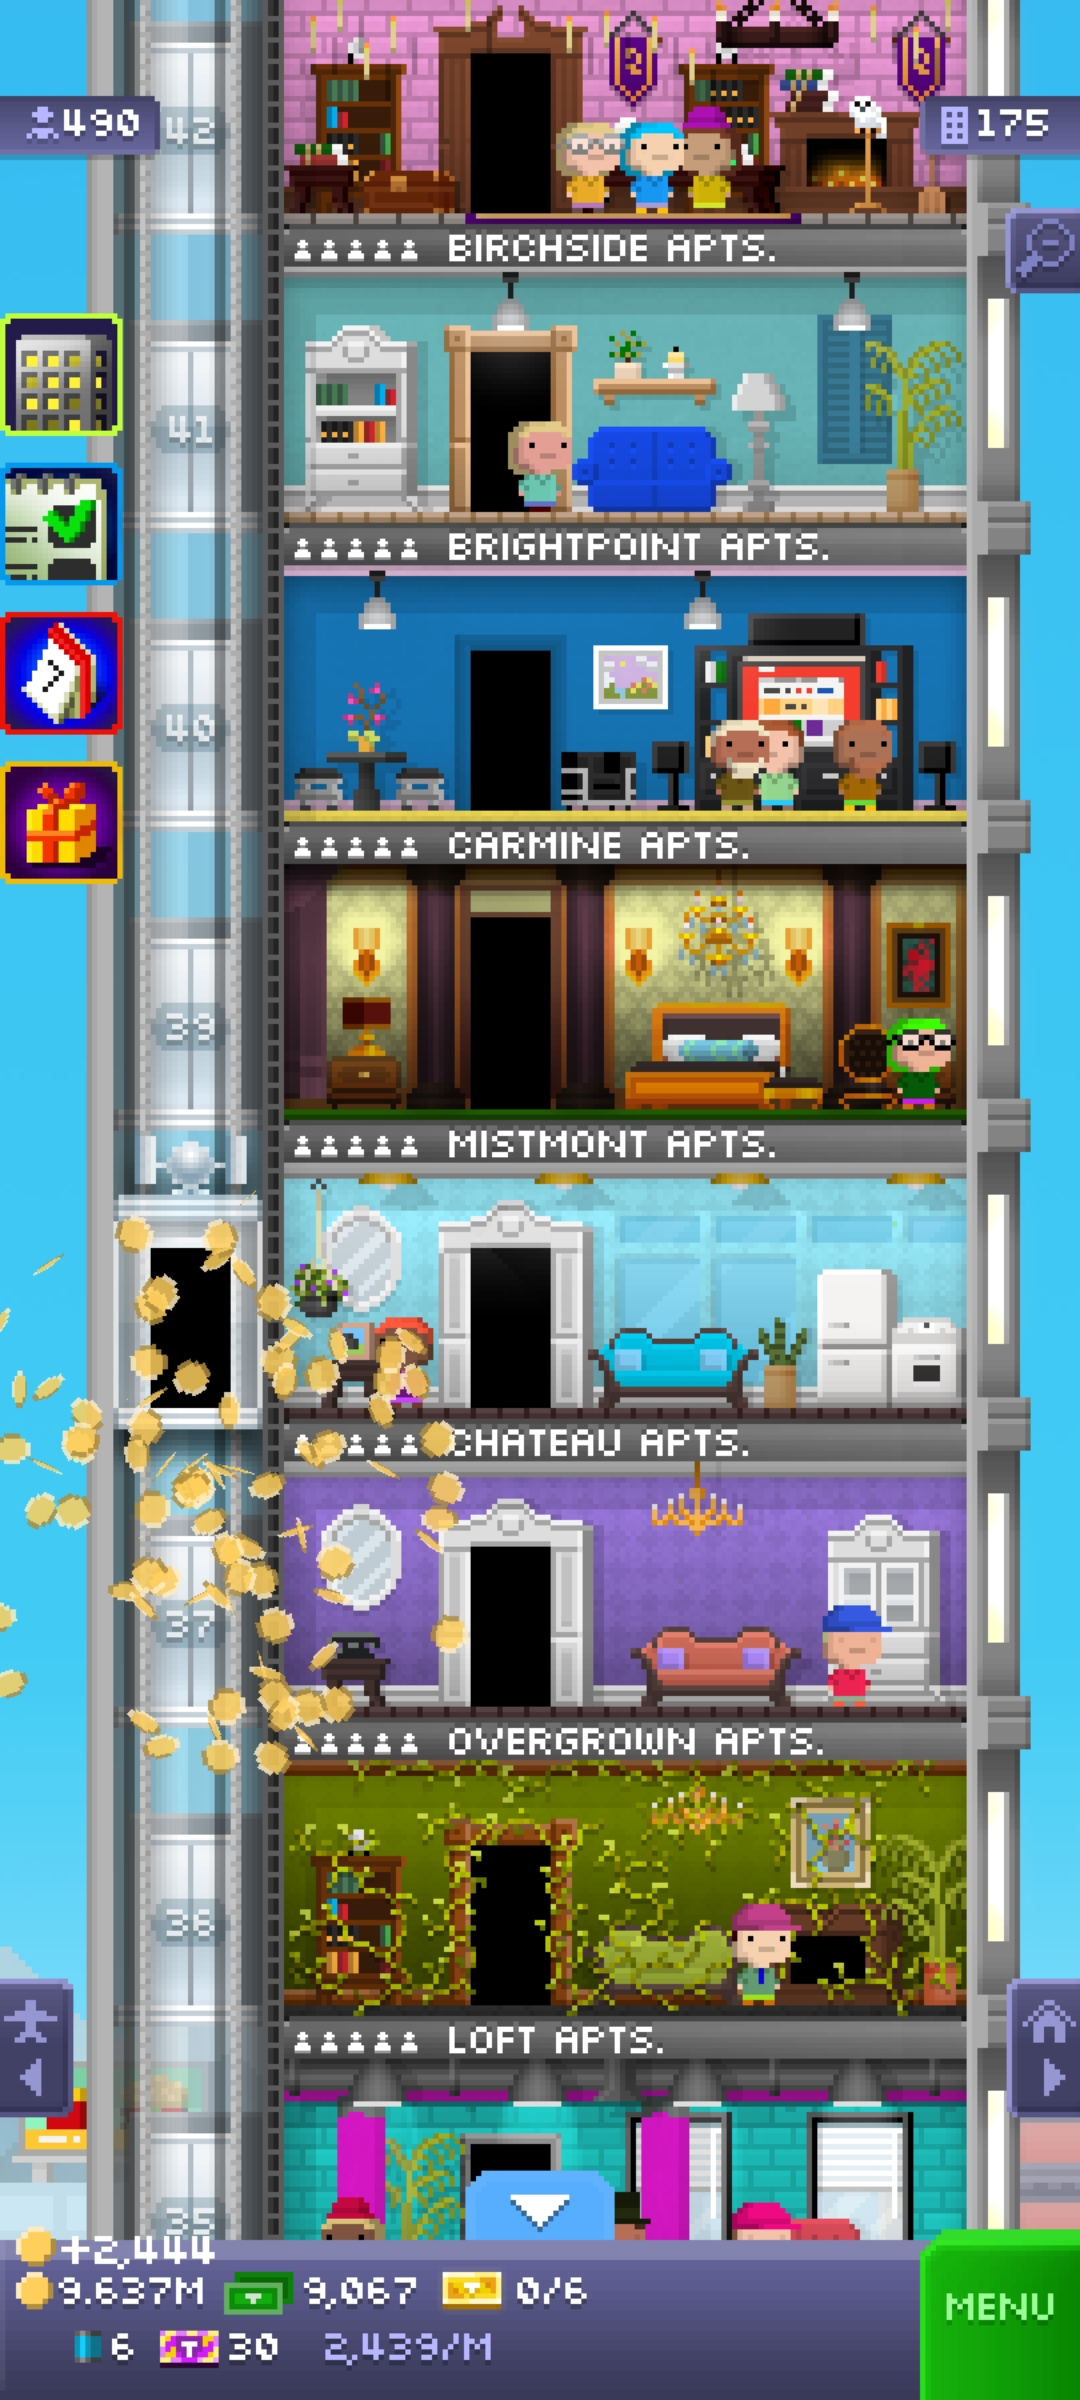 42
490
175
BIRCHSIDE APTS.
41
BRIGHTPOINT APTS.
40
CARMINE APTS.
39
MISTMONT APTS.
CHATEAU APTS.
37
OVERGROWN APTS.
36
LOFT APTS.
35
+2,444
9.637M 9,067 0/6
6 T 30 2,439/M
MENU